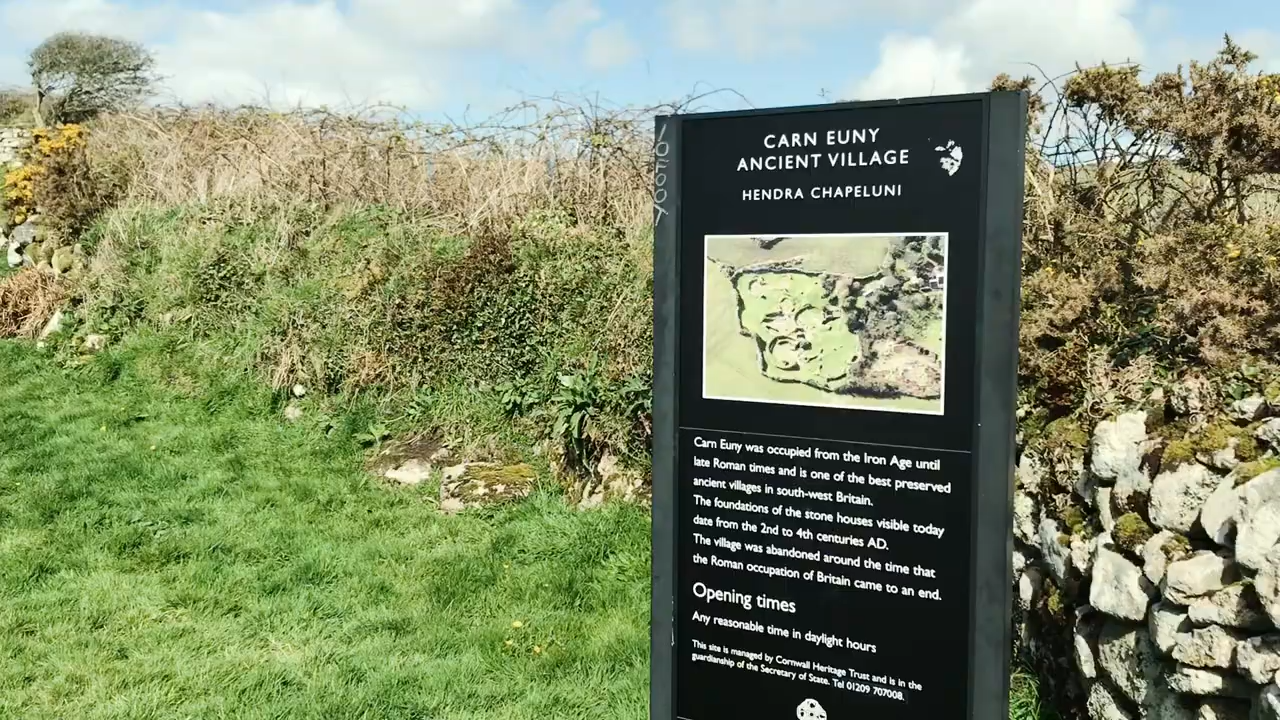 CARN EUNY
ANCIENT VILLAGE
HENDRA CHAPELUNI
Carn Euny was occupied from the Iron Age until
late Roman times and is one of the best preserved
ancient villages in south-west Britain.
The foundations of the stone houses visible today
date from the 2nd to 4th centuries AD.
The village was abandoned around the time that
the Roman occupation of Britain came to an end.
Opening times
Any reasonable time in daylight hours
This site is managed by Cornwall Heritage Trust and is in the
guardianship of the Secretary of State. Tel 01209 707008.